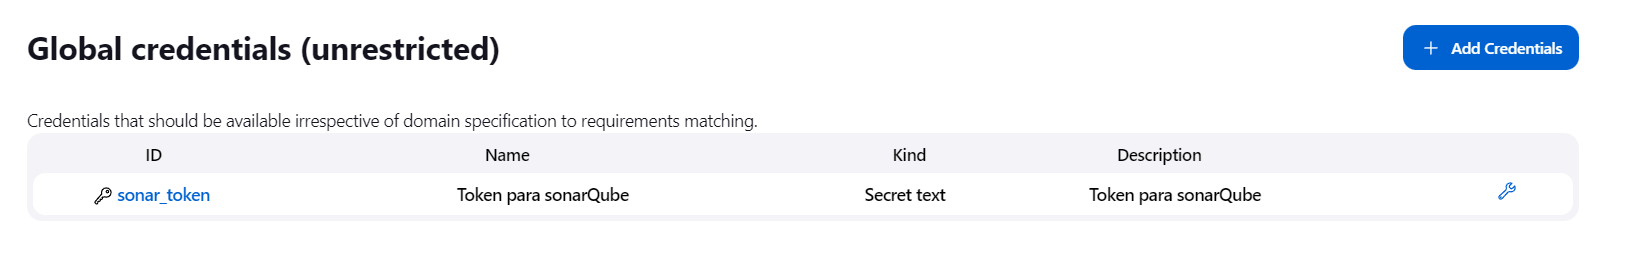 Global credentials (unrestricted)
Add Credentials
Credentials that should be available irrespective of domain specification to requirements matching.
ID Name Kind Description
sonar_token Token para sonarQube Secret text Token para sonarQube